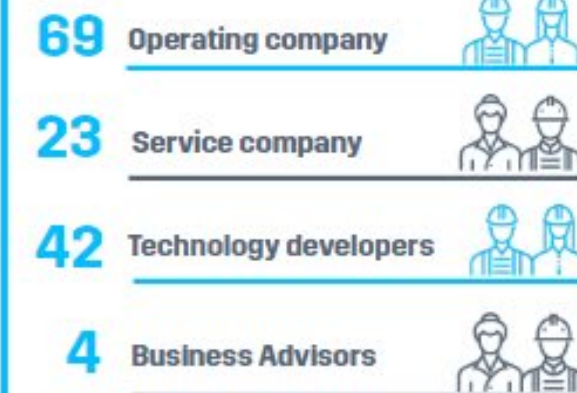 69 Operating company
23 Service company
42 Technology developers
4 Business Advisors